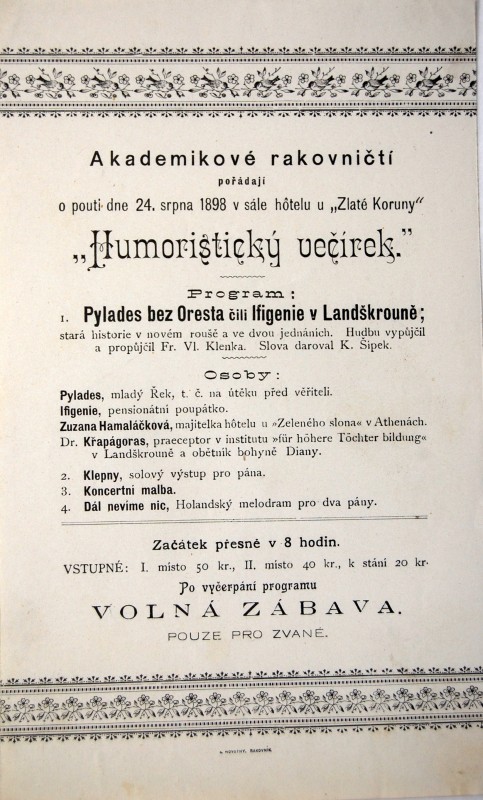 Akademikové rakovničtí
pořádají
o pouti dne 24. srpna 1898 v sále hôtelu u „Zlaté Koruny“
„Humoristický večírek.”
Program:
1. Pylades bez Oresta čili Ifigenie v Landškrouně;
stará historie v novém roušě a ve dvou jednáních. Hudbu vypůjčil
a propůjčil Fr. Vl. Klenka. Slova daroval K. Šípek.
Osoby:
Pylades, mladý Řek, t. č. na útěku před věřiteli.
Ifigenie, pensionátní poupátko.
Zuzana Hamaláčková, majitelka hôtelu u »Zeleného slona« v Athenách.
Dr. Křapágoras, praeceptor v institutu »für höhere Töchter bildung«
v Landškrouně a obětník bohyně Diany.
2. Klepny, solový výstup pro pána.
3. Koncertní malba.
4. Dál nevíme nic, Holandský melodram pro dva pány.
Začátek přesně v 8 hodin.
VSTUPNÉ: I. místo 50 kr., II. místo 40 kr., k stání 20 kr.
Po vyčerpání programu
VOLNÁ ZÁBAVA.
POUZE PRO ZVANÉ.
NOVOTNÝ, RAKOVNÍK